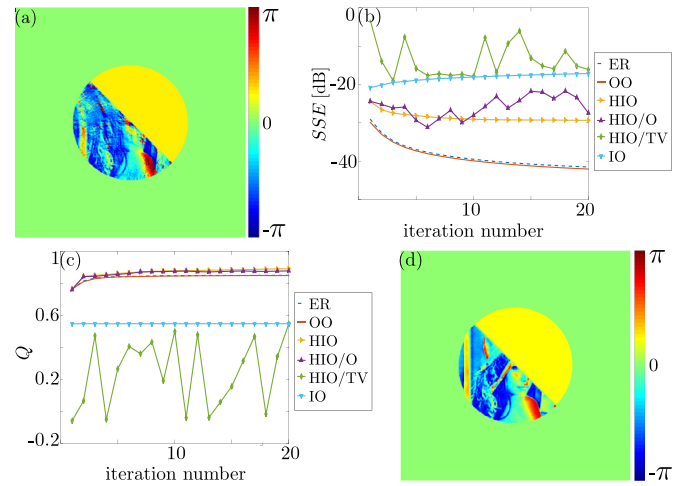 (a)
π
0
-π
(b)
0
-20
-40
SSE [dB]
10
20
iteration number
ER
OO
HIO
HIO/O
HIO/TV
IO
(c)
1
0.6
0.2
-0.2
Q
10
20
iteration number
ER
OO
HIO
HIO/O
HIO/TV
IO
(d)
π
0
-π